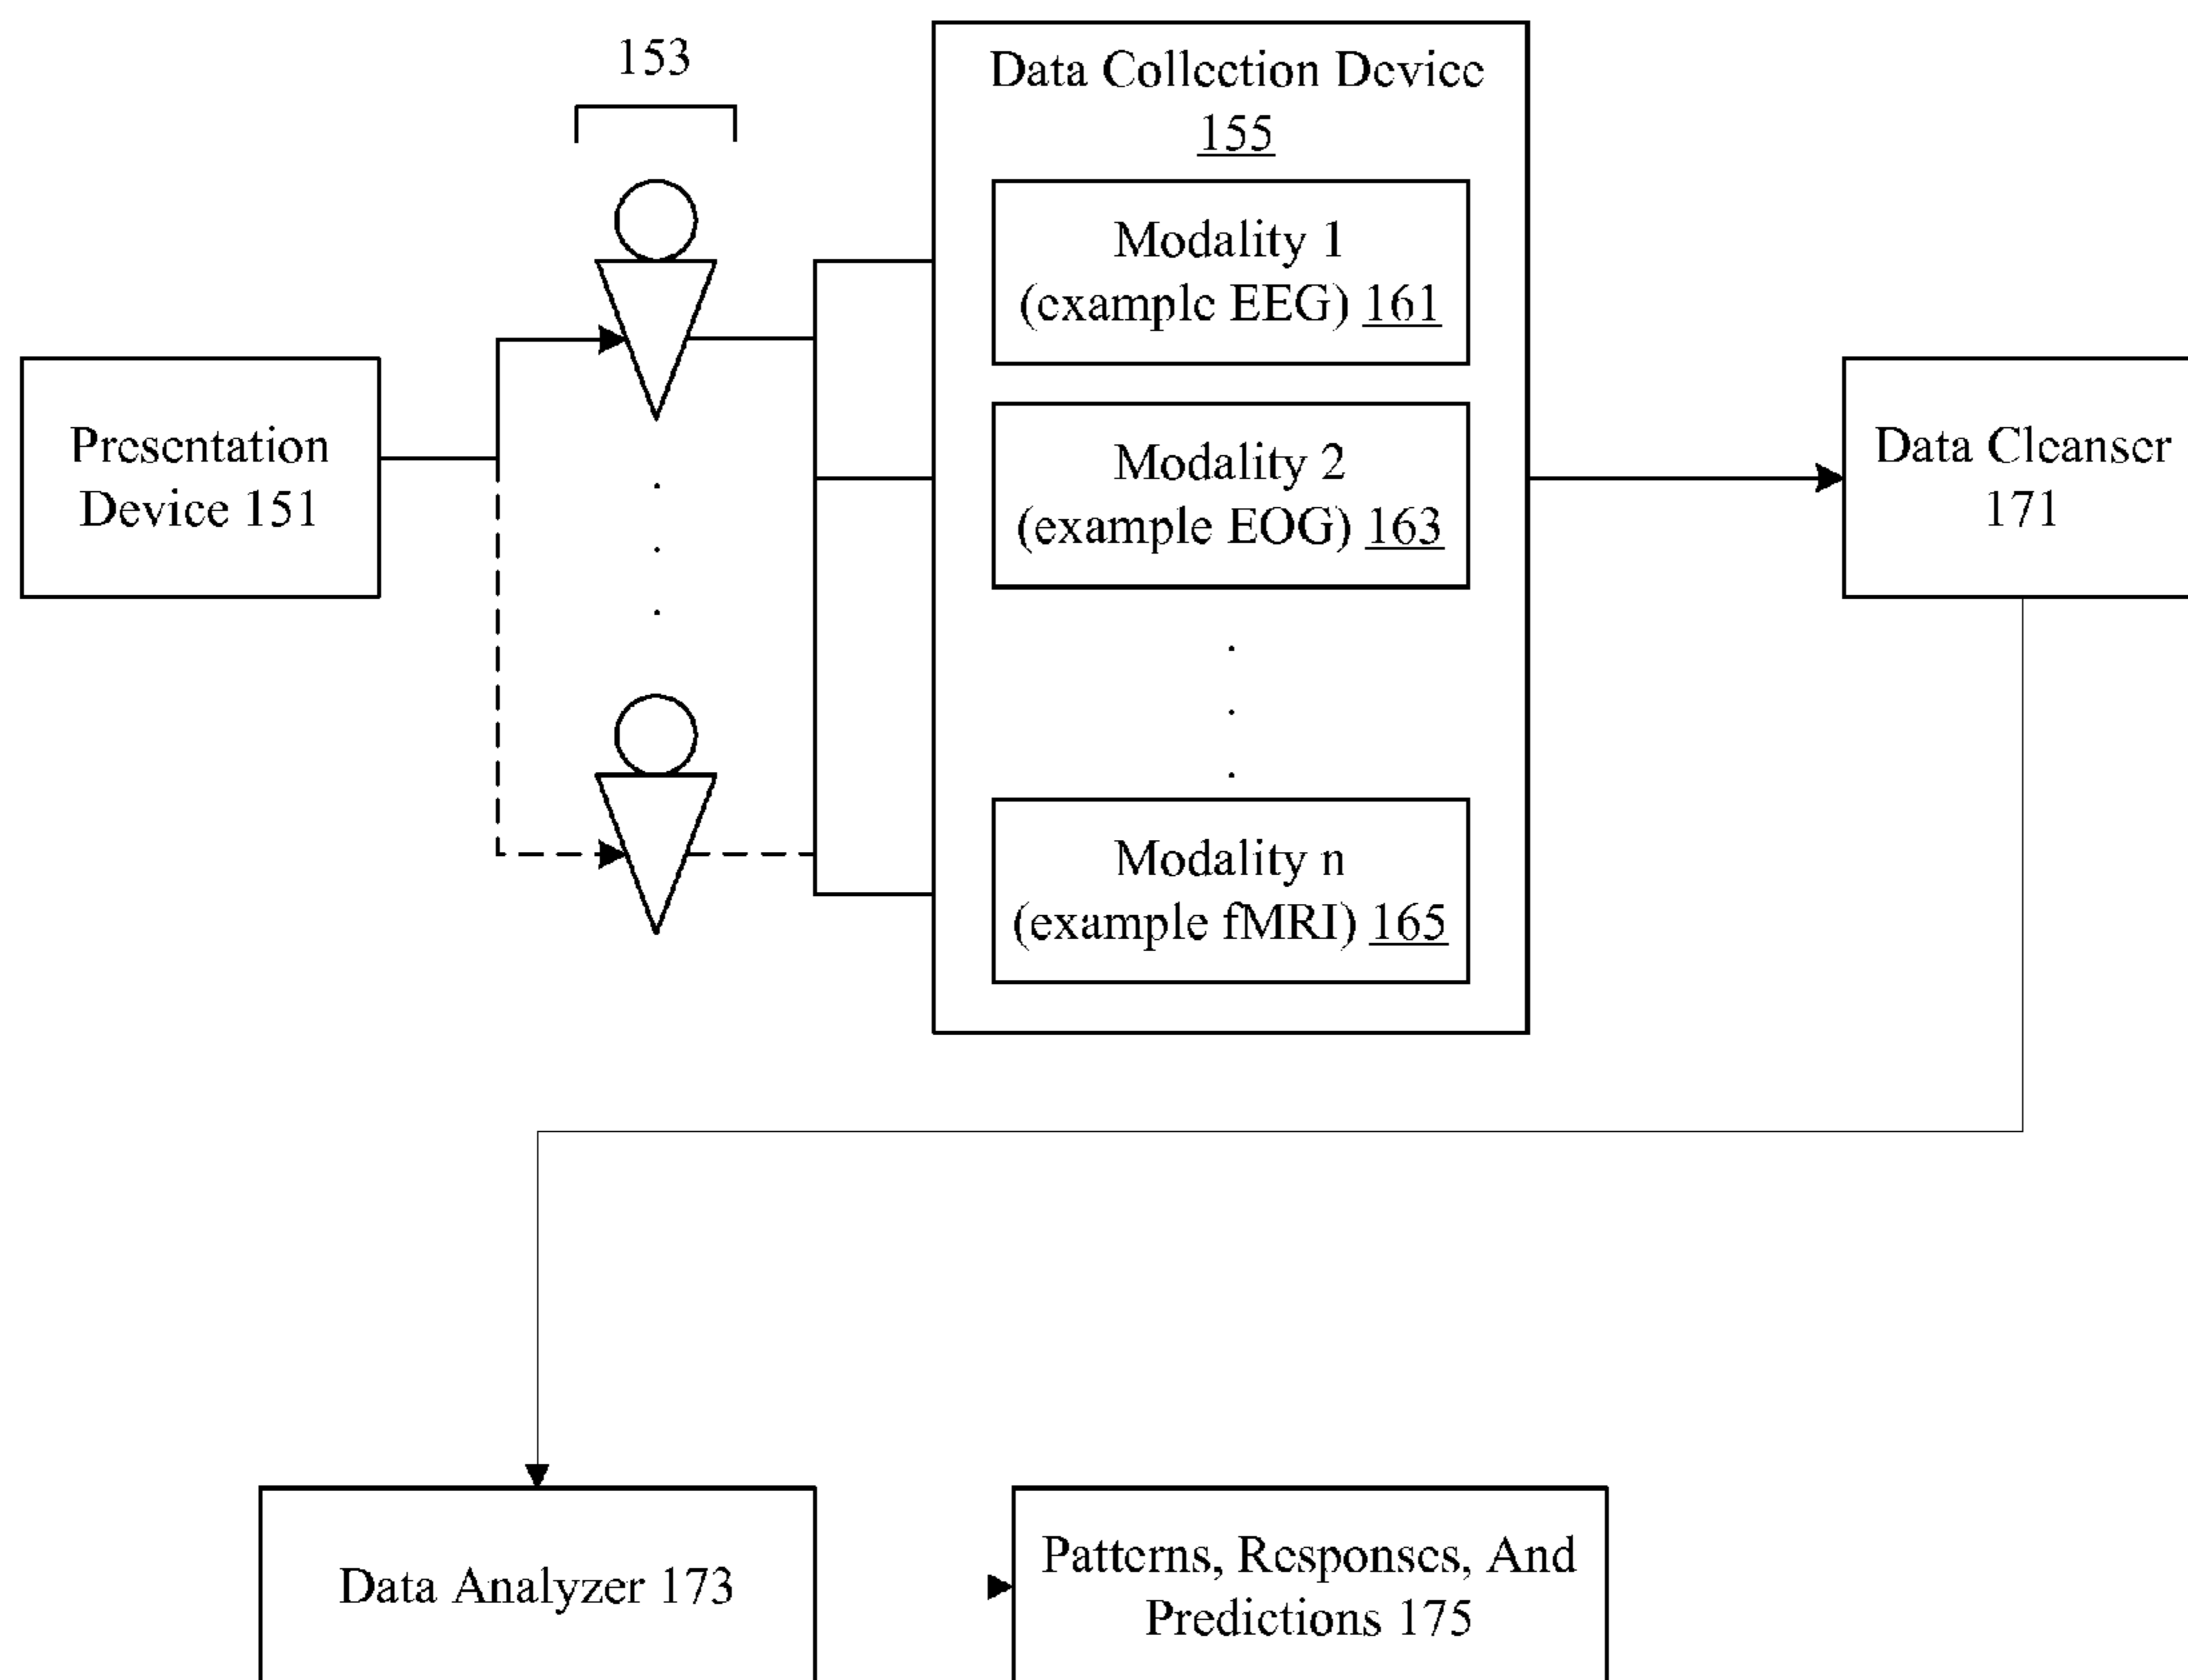 153
Data Collection Device
155
Modality 1
(example EEG) 161
Modality 2
(example EOG) 163
Modality n
(example fMRI) 165
Presentation
Device 151
Data Cleanser
171
Data Analyzer 173
Patterns, Responses, And
Predictions 175